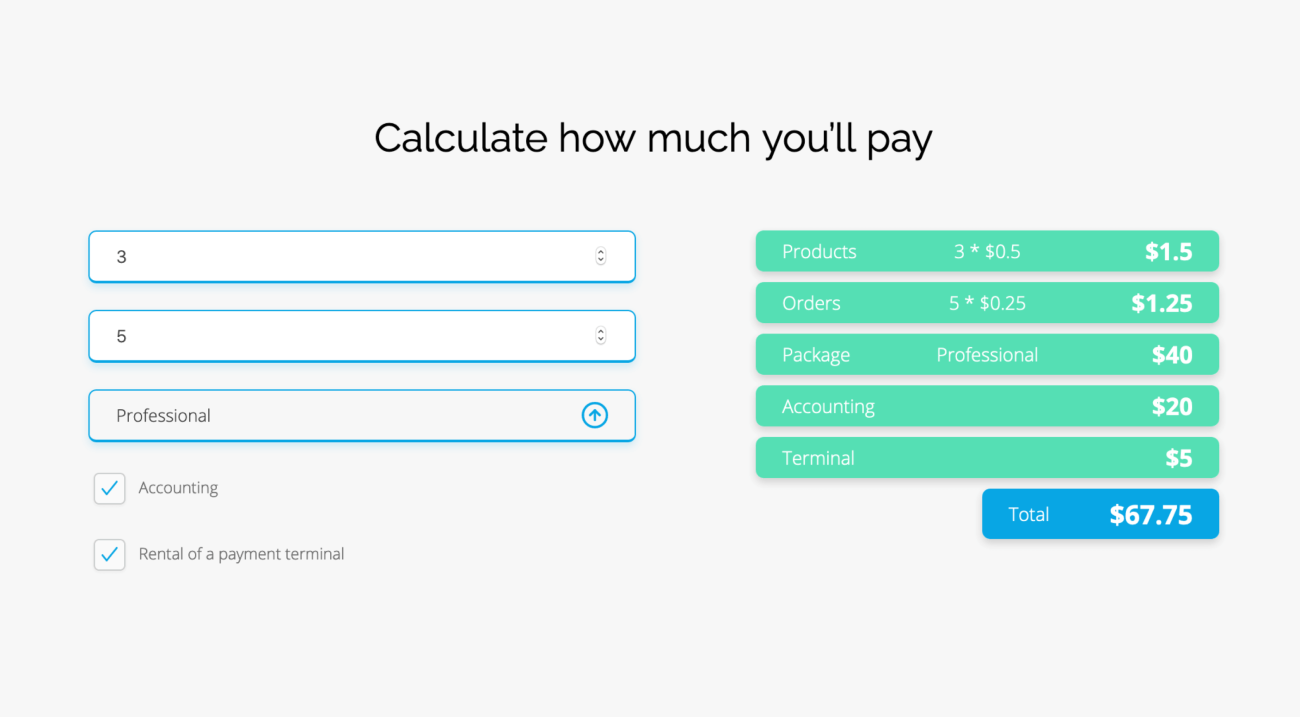 Calculate how much you'll pay
3
5
Professional
Accounting
Rental of a payment terminal
Products 3 * $0.5 $1.5
Orders 5 * $0.25 $1.25
Package Professional $40
Accounting $20
Terminal $5
Total $67.75